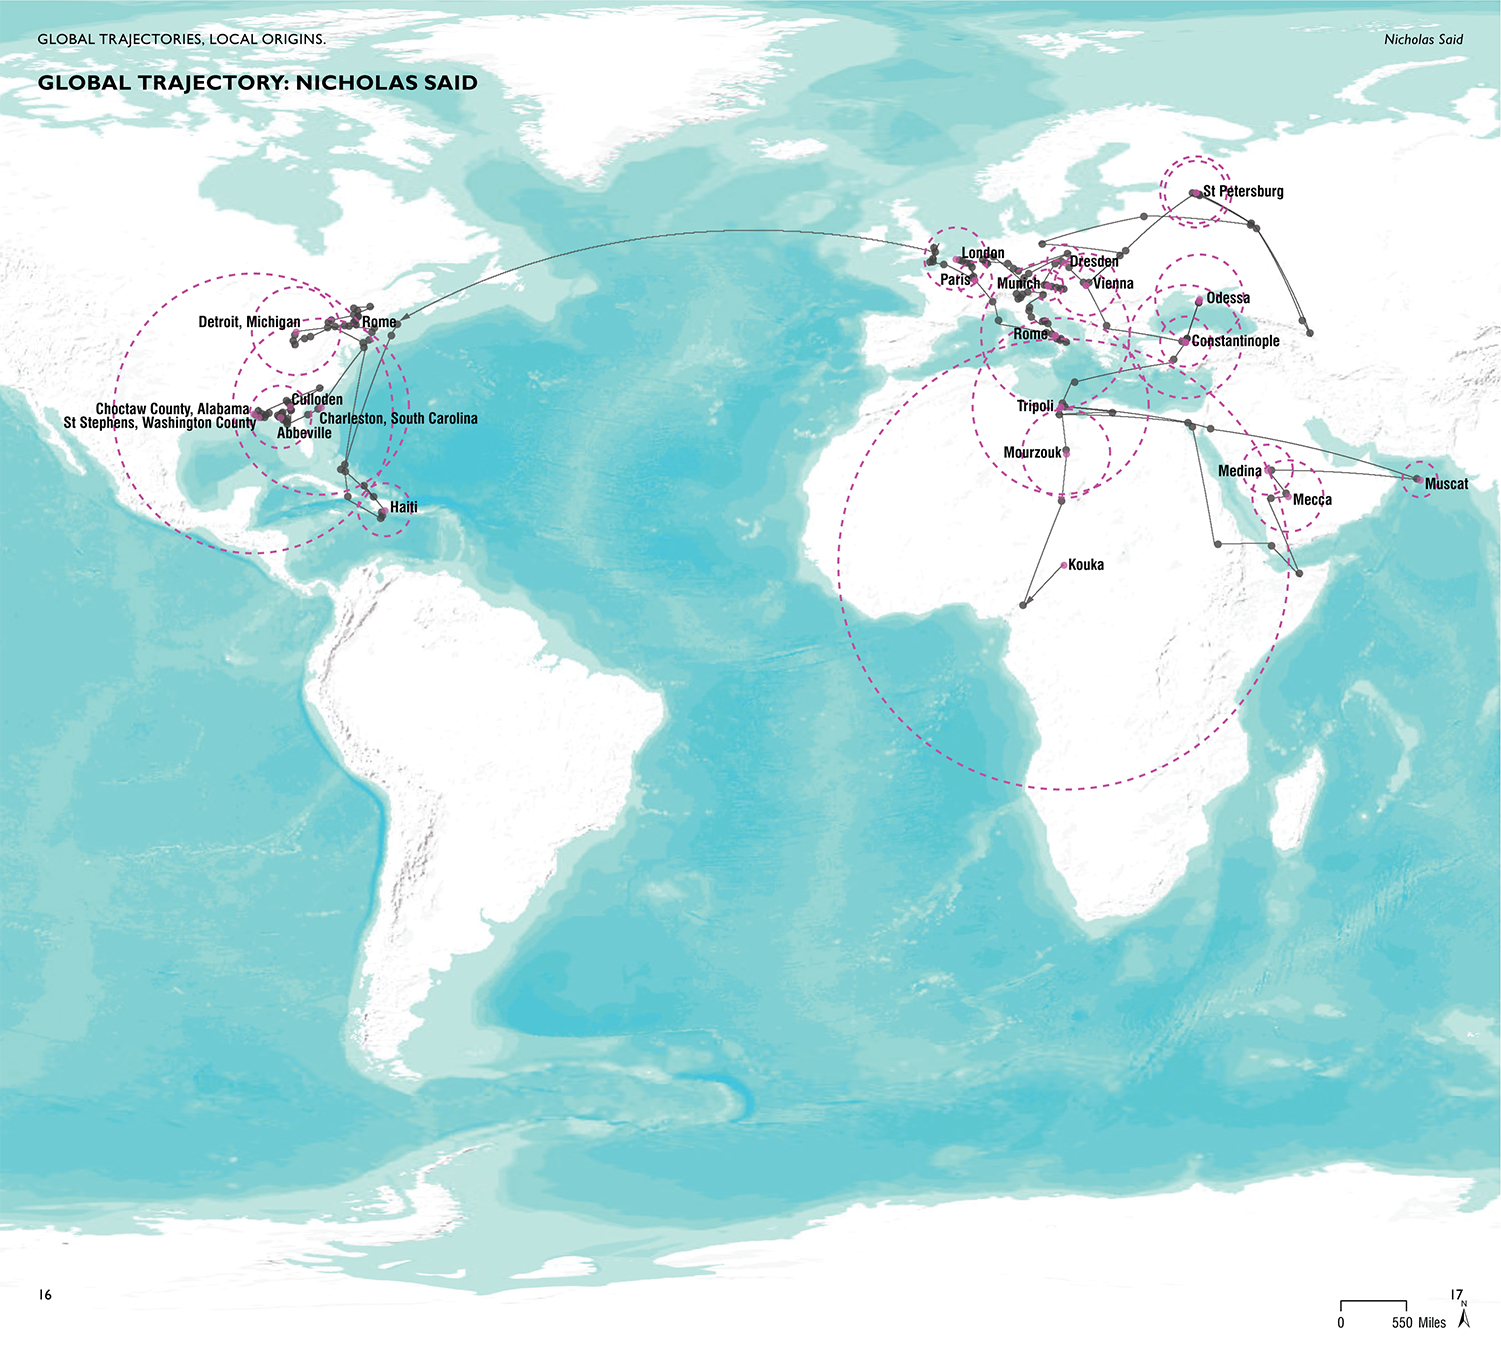 GLOBAL TRAJECTORIES, LOCAL ORIGINS.
Nicholas Said
GLOBAL TRAJECTORY: NICHOLAS SAID
St Petersburg
London
Dresden
Paris
Munich
Vienna
Odessa
Detroit, Michigan
Rome
Rome
Constantinople
Culloden
Choctaw County, Alabama
Tripoli
St Stephens, Washington County
Charleston, South Carolina
Abbeville
Mourzouk
Medina
Muscat
Mecca
Haiti
Kouka
16
17
N
0
550 Miles